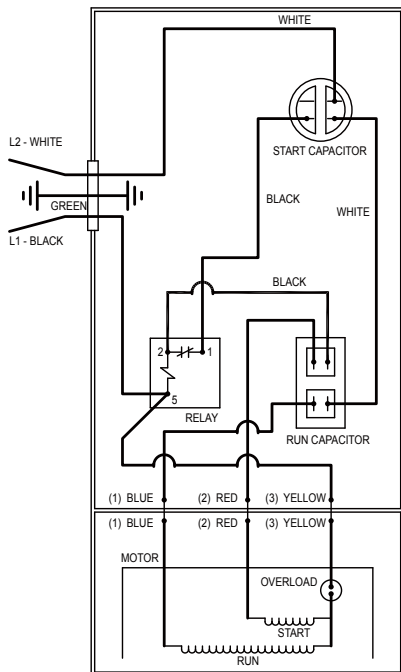 WHITE
START CAPACITOR
L2 - WHITE
GREEN
L1 - BLACK
BLACK
WHITE
BLACK
2
1
5
RELAY
RUN CAPACITOR
(1) BLUE (2) RED (3) YELLOW
(1) BLUE (2) RED (3) YELLOW
MOTOR
OVERLOAD
START
RUN